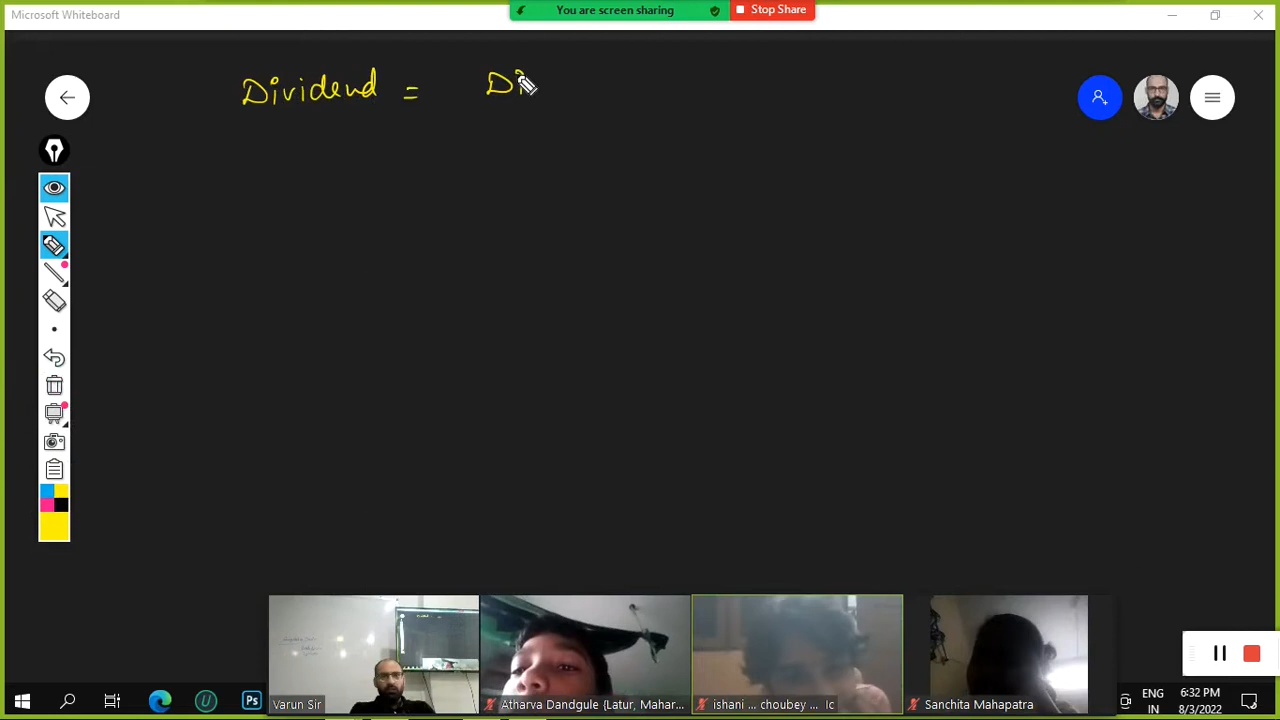 You are screen sharing
Stop Share
Microsoft Whiteboard
Dividend = Di
Varun Sir
Atharva Dandgule {Latur, Mahar...
ishani ... choubey ... Ic
Sanchita Mahapatra
ENG
IN
6:32 PM
8/3/2022
Ps